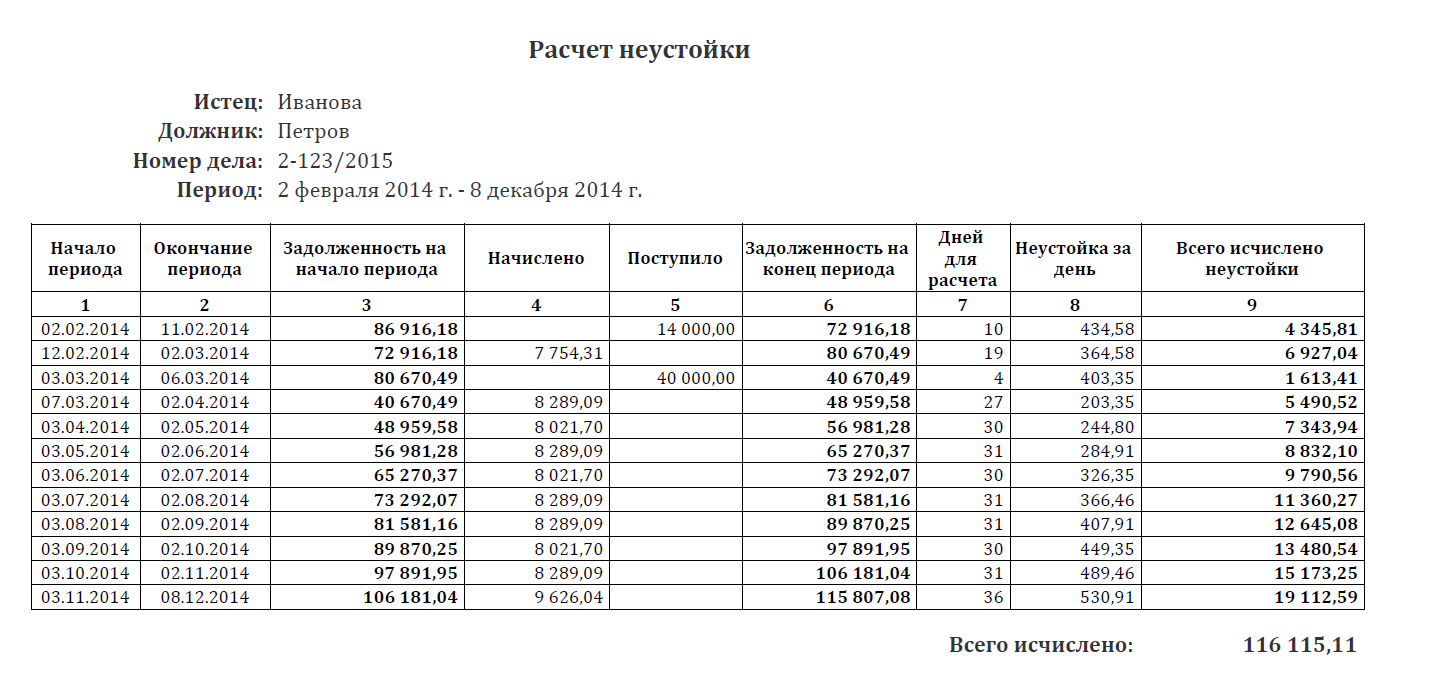 Расчет неустойки
Истец: Иванова
Должник: Петров
Номер дела: 2-123/2015
Период: 2 февраля 2014 г. - 8 декабря 2014 г.
Начало периода Окончание периода Задолженность на начало периода Начислено Поступило Задолженность на конец периода Дней для расчета Неустойка за день Всего исчислено неустойки
1 2 3 4 5 6 7 8 9
02.02.2014 11.02.2014 86 916,18 14 000,00 72 916,18 10 434,58 4 345,81
12.02.2014 02.03.2014 72 916,18 7 754,31 80 670,49 19 364,58 6 927,04
03.03.2014 06.03.2014 80 670,49 40 000,00 40 670,49 4 403,35 1 613,41
07.03.2014 02.04.2014 40 670,49 8 289,09 48 959,58 27 203,35 5 490,52
03.04.2014 02.05.2014 48 959,58 8 021,70 56 981,28 30 244,80 7 343,94
03.05.2014 02.06.2014 56 981,28 8 289,09 65 270,37 31 284,91 8 832,10
03.06.2014 02.07.2014 65 270,37 8 021,70 73 292,07 30 326,35 9 790,56
03.07.2014 02.08.2014 73 292,07 8 289,09 81 581,16 31 366,46 11 360,27
03.08.2014 02.09.2014 81 581,16 8 289,09 89 870,25 31 407,91 12 645,08
03.09.2014 02.10.2014 89 870,25 8 021,70 97 891,95 30 449,35 13 480,54
03.10.2014 02.11.2014 97 891,95 8 289,09 106 181,04 31 489,46 15 173,25
03.11.2014 08.12.2014 106 181,04 9 626,04 115 807,08 36 530,91 19 112,59
Всего исчислено: 116 115,11